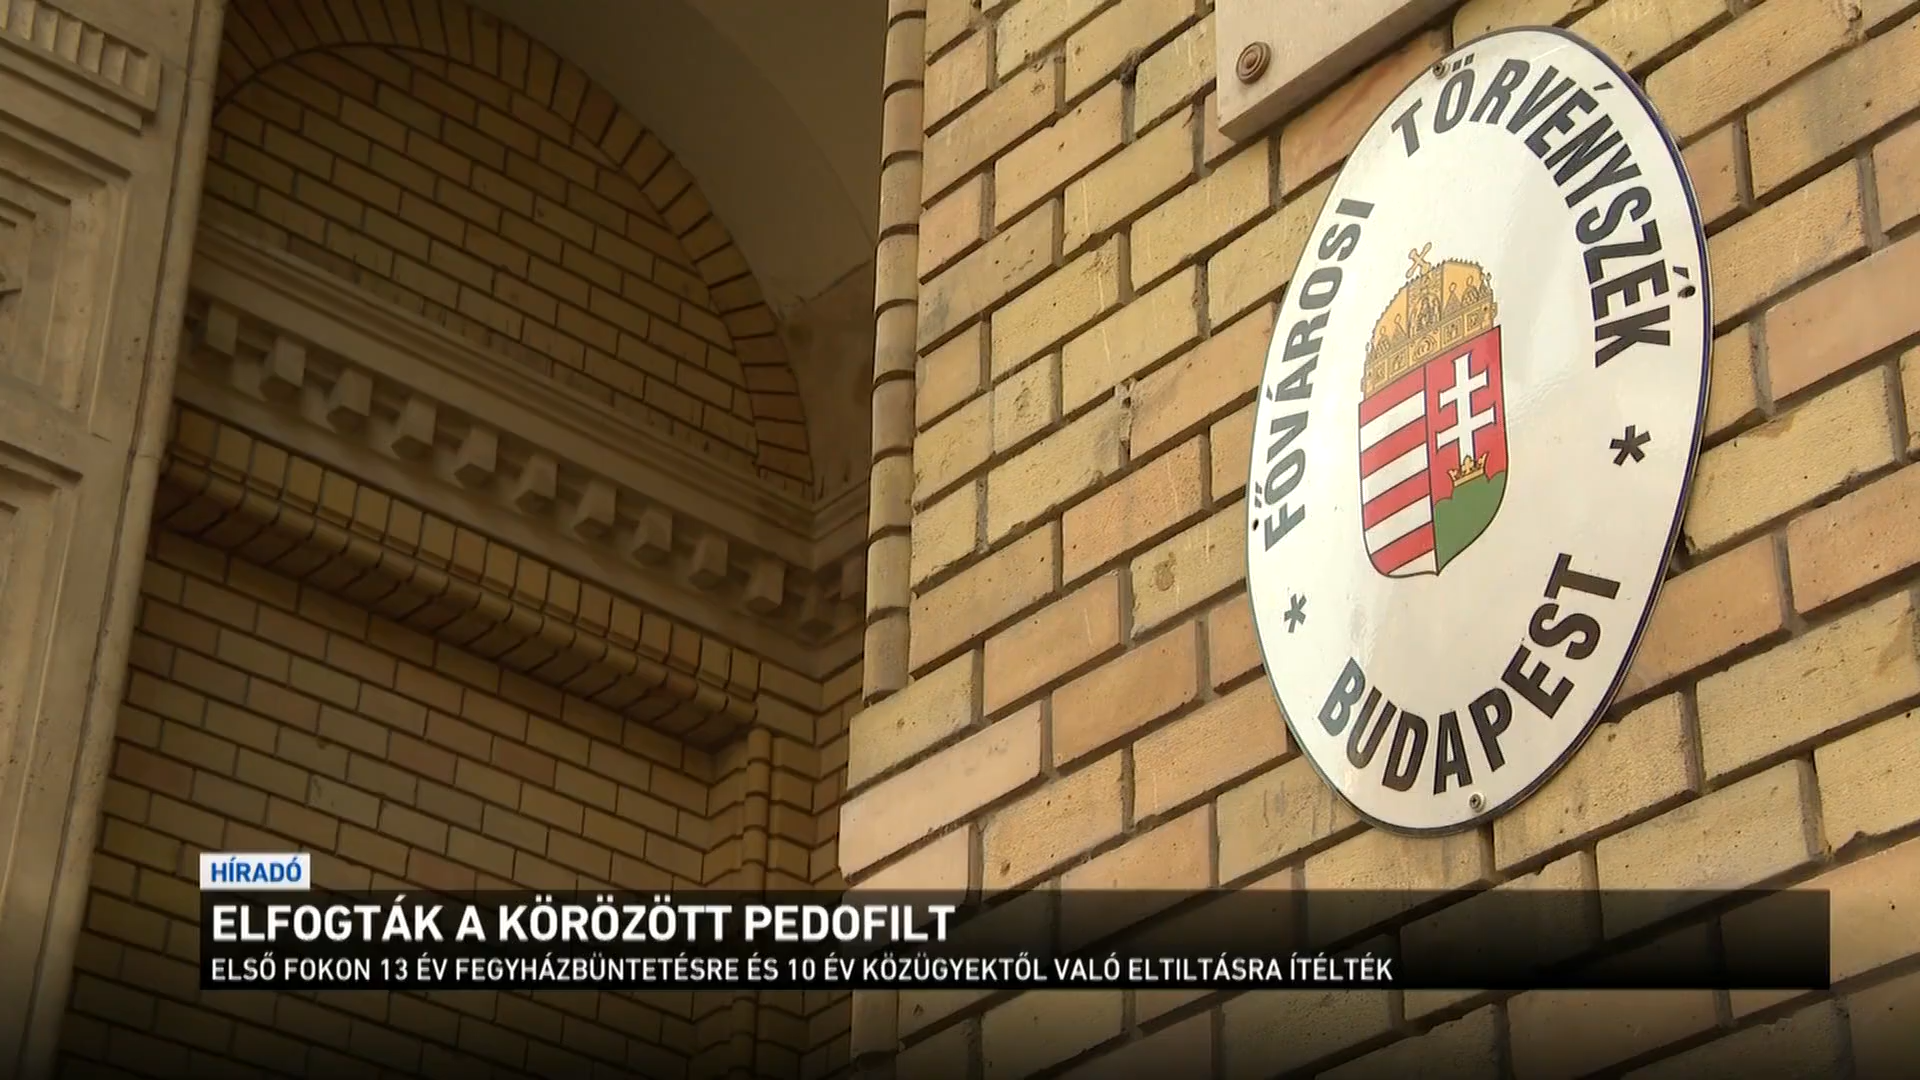 FŐVÁROSI TÖRVÉNYSZÉK
* BUDAPEST *
HÍRADÓ
ELFOGTÁK A KÖRÖZÖTT PEDOFILT
ELSŐ FOKON 13 ÉV FEGYHÁZBÜNTETÉSRE ÉS 10 ÉV KÖZÜGYEKTŐL VALÓ ELTILTÁSRA ÍTÉLTÉK